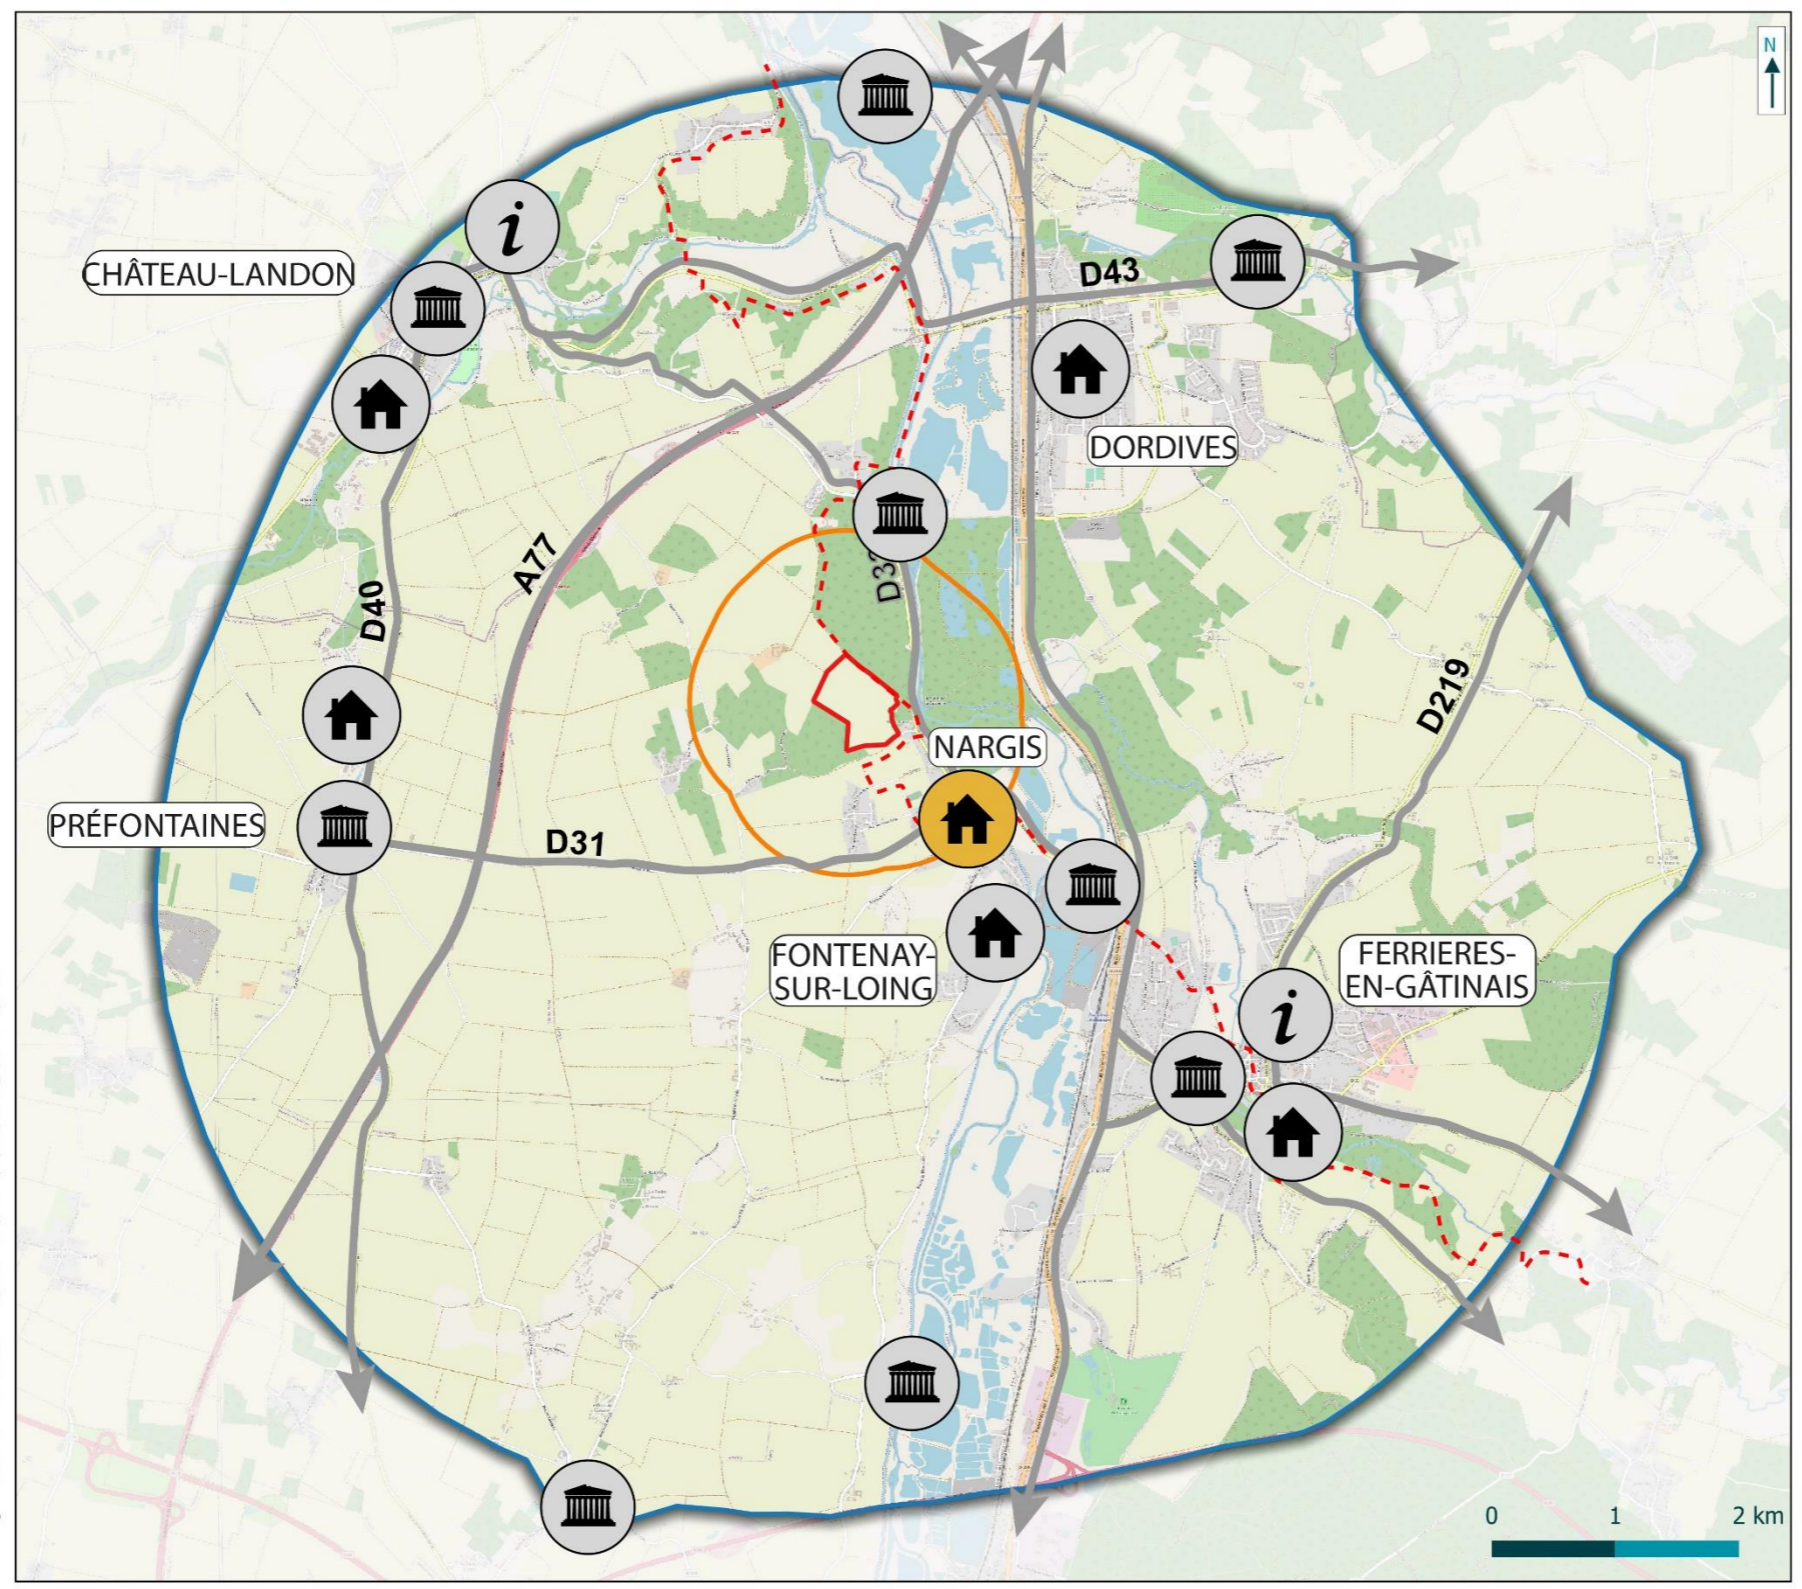 N
CHÂTEAU-LANDON
i
D43
DORDIVES
A77
D40
D3
D219
NARGIS
PRÉFONTAINES
D31
FONTENAY-
SUR-LOING
FERRIERES-
EN-GÂTINAIS
i
0 1 2 km